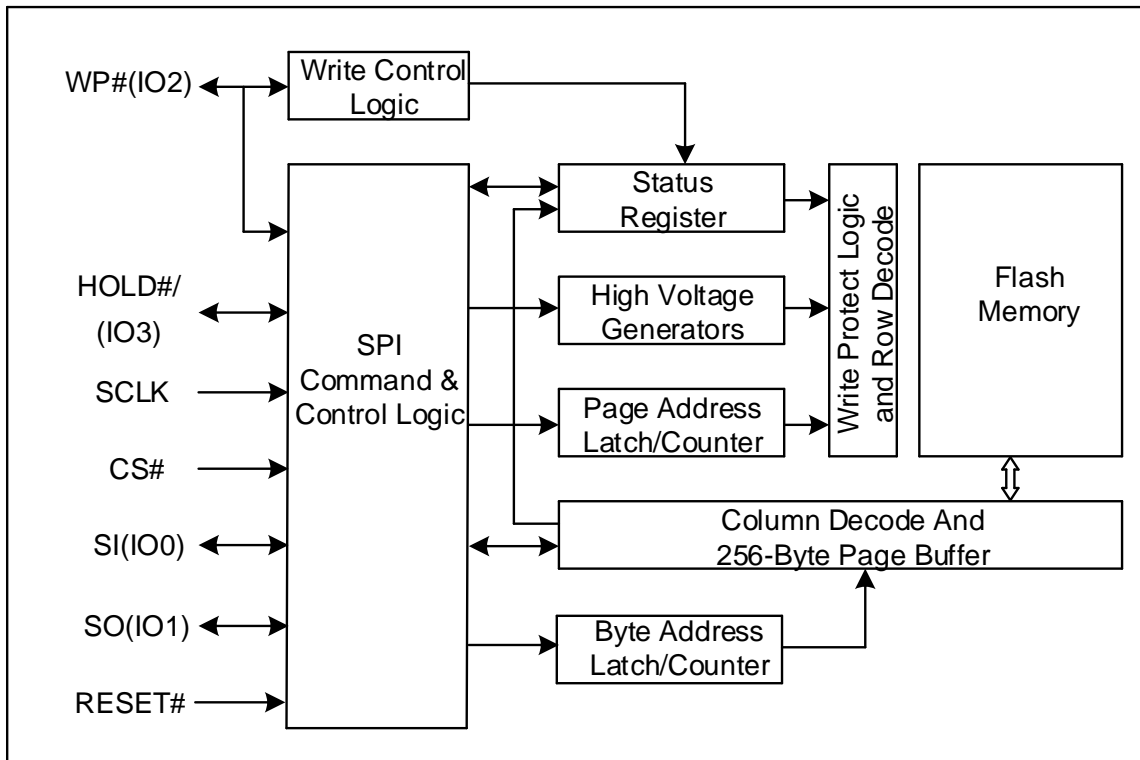 WP#(IO2)
Write Control
Logic
Status
Register
Write Protect Logic
and Row Decode
Flash
Memory
HOLD#/
(IO3)
High Voltage
Generators
SPI
Command &
Control Logic
SCLK
Page Address
Latch/Counter
CS#
Column Decode And
256-Byte Page Buffer
SI(IO0)
SO(IO1)
Byte Address
Latch/Counter
RESET#